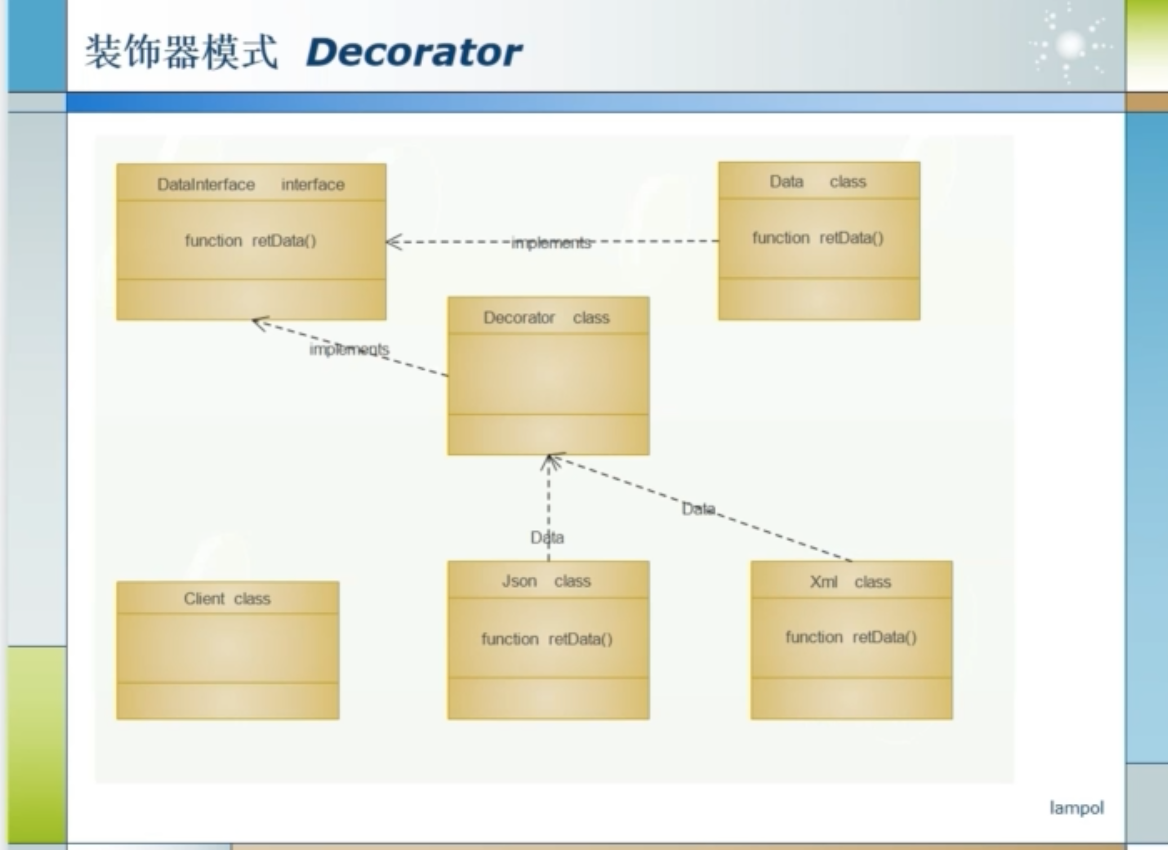 装饰器模式 Decorator
DataInterface interface
function retData()
Data class
function retData()
implements
Decorator class
implements
Data
Data
Client class
Json class
function retData()
Xml class
function retData()
lampol